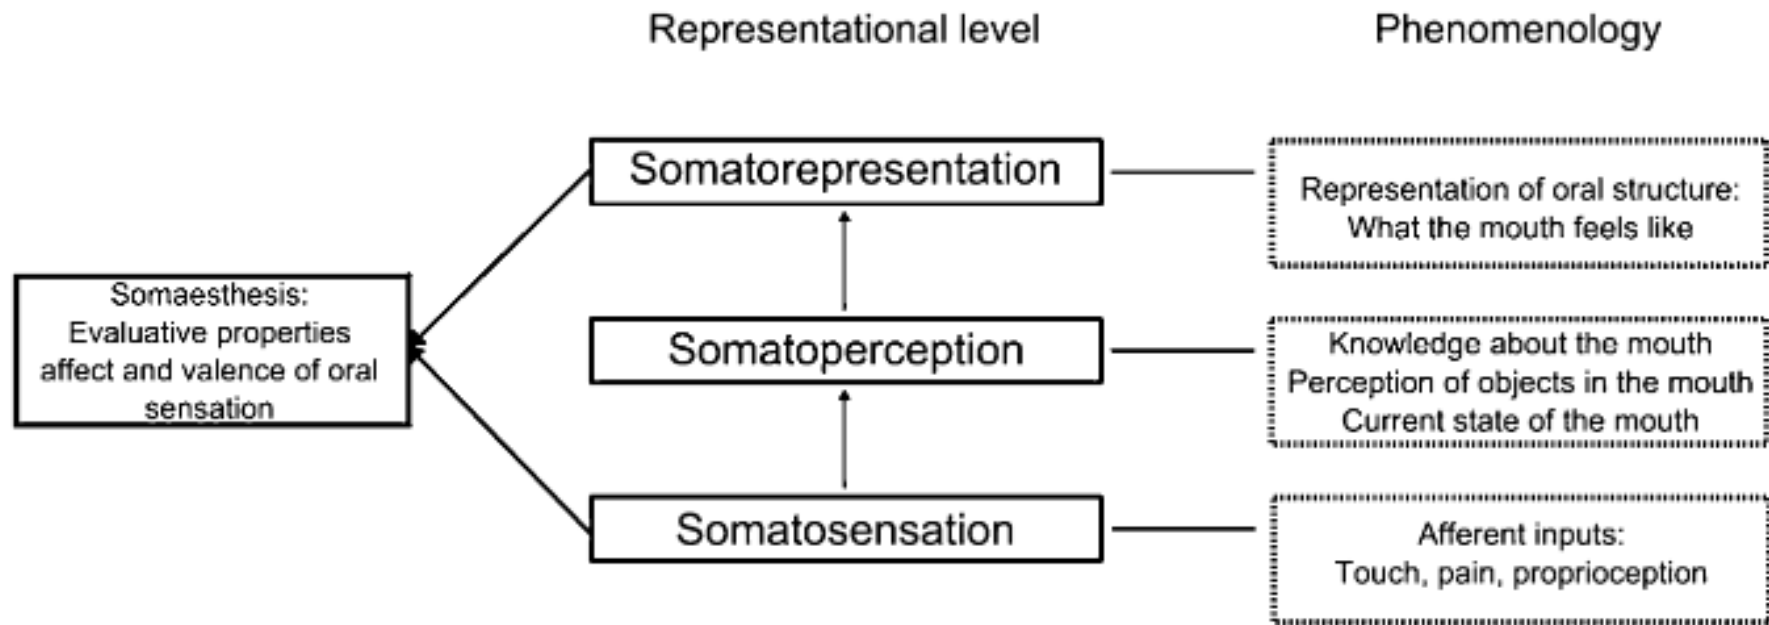 Representational level
Phenomenology
Somatorepresentation
Representation of oral structure:
What the mouth feels like
Somaesthesis:
Evaluative properties
affect and valence of oral
sensation
Somatoperception
Knowledge about the mouth
Perception of objects in the mouth
Current state of the mouth
Somatosensation
Afferent inputs:
Touch, pain, proprioception